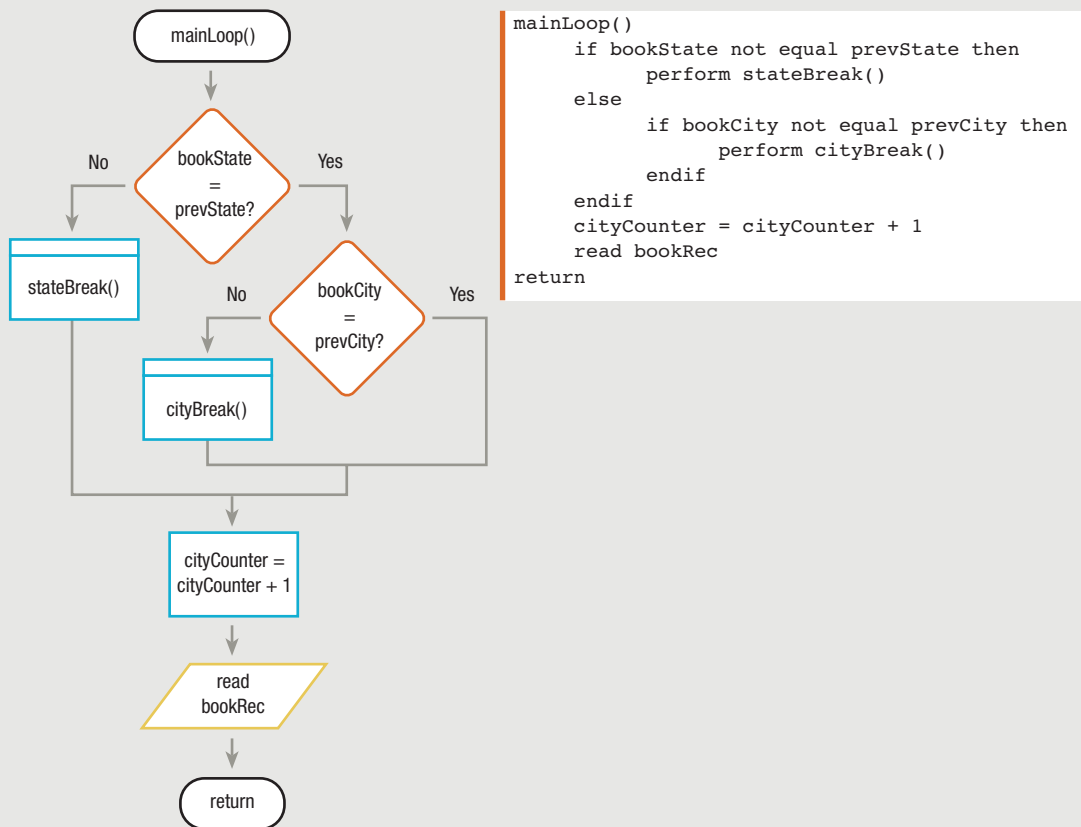 mainLoop()
No
bookState
=
prevState?
Yes
stateBreak()
No
bookCity
=
prevCity?
Yes
cityBreak()
cityCounter =
cityCounter + 1
read
bookRec
return
mainLoop()
if bookState not equal prevState then
perform stateBreak()
else
if bookCity not equal prevCity then
perform cityBreak()
endif
endif
cityCounter = cityCounter + 1
read bookRec
return